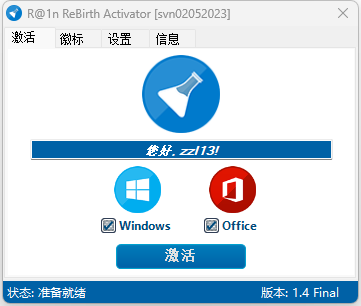 R@1n ReBirth Activator [svn02052023]
激活 徽标 设置 信息
您好, zzl13!
Windows Office
激活
状态: 准备就绪 版本: 1.4 Final